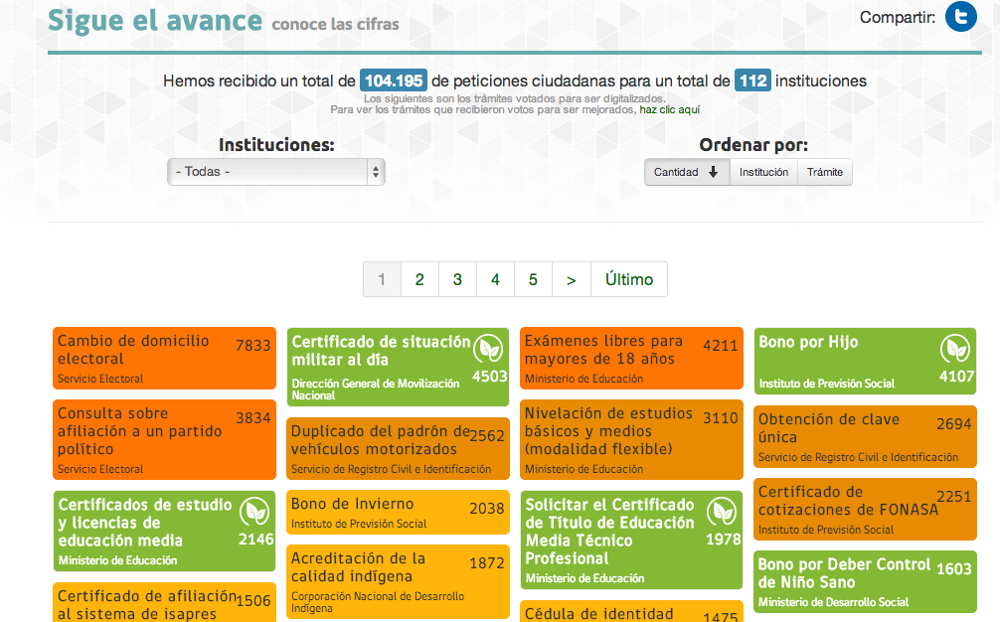 Sigue el avance conoce las cifras
Compartir:
Hemos recibido un total de 104.195 de peticiones ciudadanas para un total de 112 instituciones
Los siguientes son los trámites votados para ser digitalizados.
Para ver los trámites que recibieron votos para ser mejorados, haz clic aquí
Instituciones:
- Todas -
Ordenar por:
Cantidad Institución Trámite
1 2 3 4 5 > Último
Cambio de domicilio 7833
electoral
Servicio Electoral
Certificado de situación
militar al día
4503
Dirección General de Movilización
Nacional
Exámenes libres para 4211
mayores de 18 años
Ministerio de Educación
Bono por Hijo
4107
Instituto de Previsión Social
Consulta sobre 3834
afiliación a un partido
político
Servicio Electoral
Duplicado del padrón de 2562
vehículos motorizados
Servicio de Registro Civil e Identificación
Nivelación de estudios 3110
básicos y medios
(modalidad flexible)
Ministerio de Educación
Obtención de clave 2694
única
Servicio de Registro Civil e Identificación
Certificados de estudio
y licencias de
educación media 2146
Ministerio de Educación
Bono de Invierno 2038
Instituto de Previsión Social
Solicitar el Certificado
de Título de Educación
Media Técnico 1978
Profesional
Ministerio de Educación
Certificado de 2251
cotizaciones de FONASA
Instituto de Previsión Social
Acreditación de la 1872
calidad indígena
Corporación Nacional de Desarrollo
Indígena
Bono por Deber Control 1603
de Niño Sano
Ministerio de Desarrollo Social
Certificado de afiliación 1506
al sistema de isapres
Cédula de identidad 1475